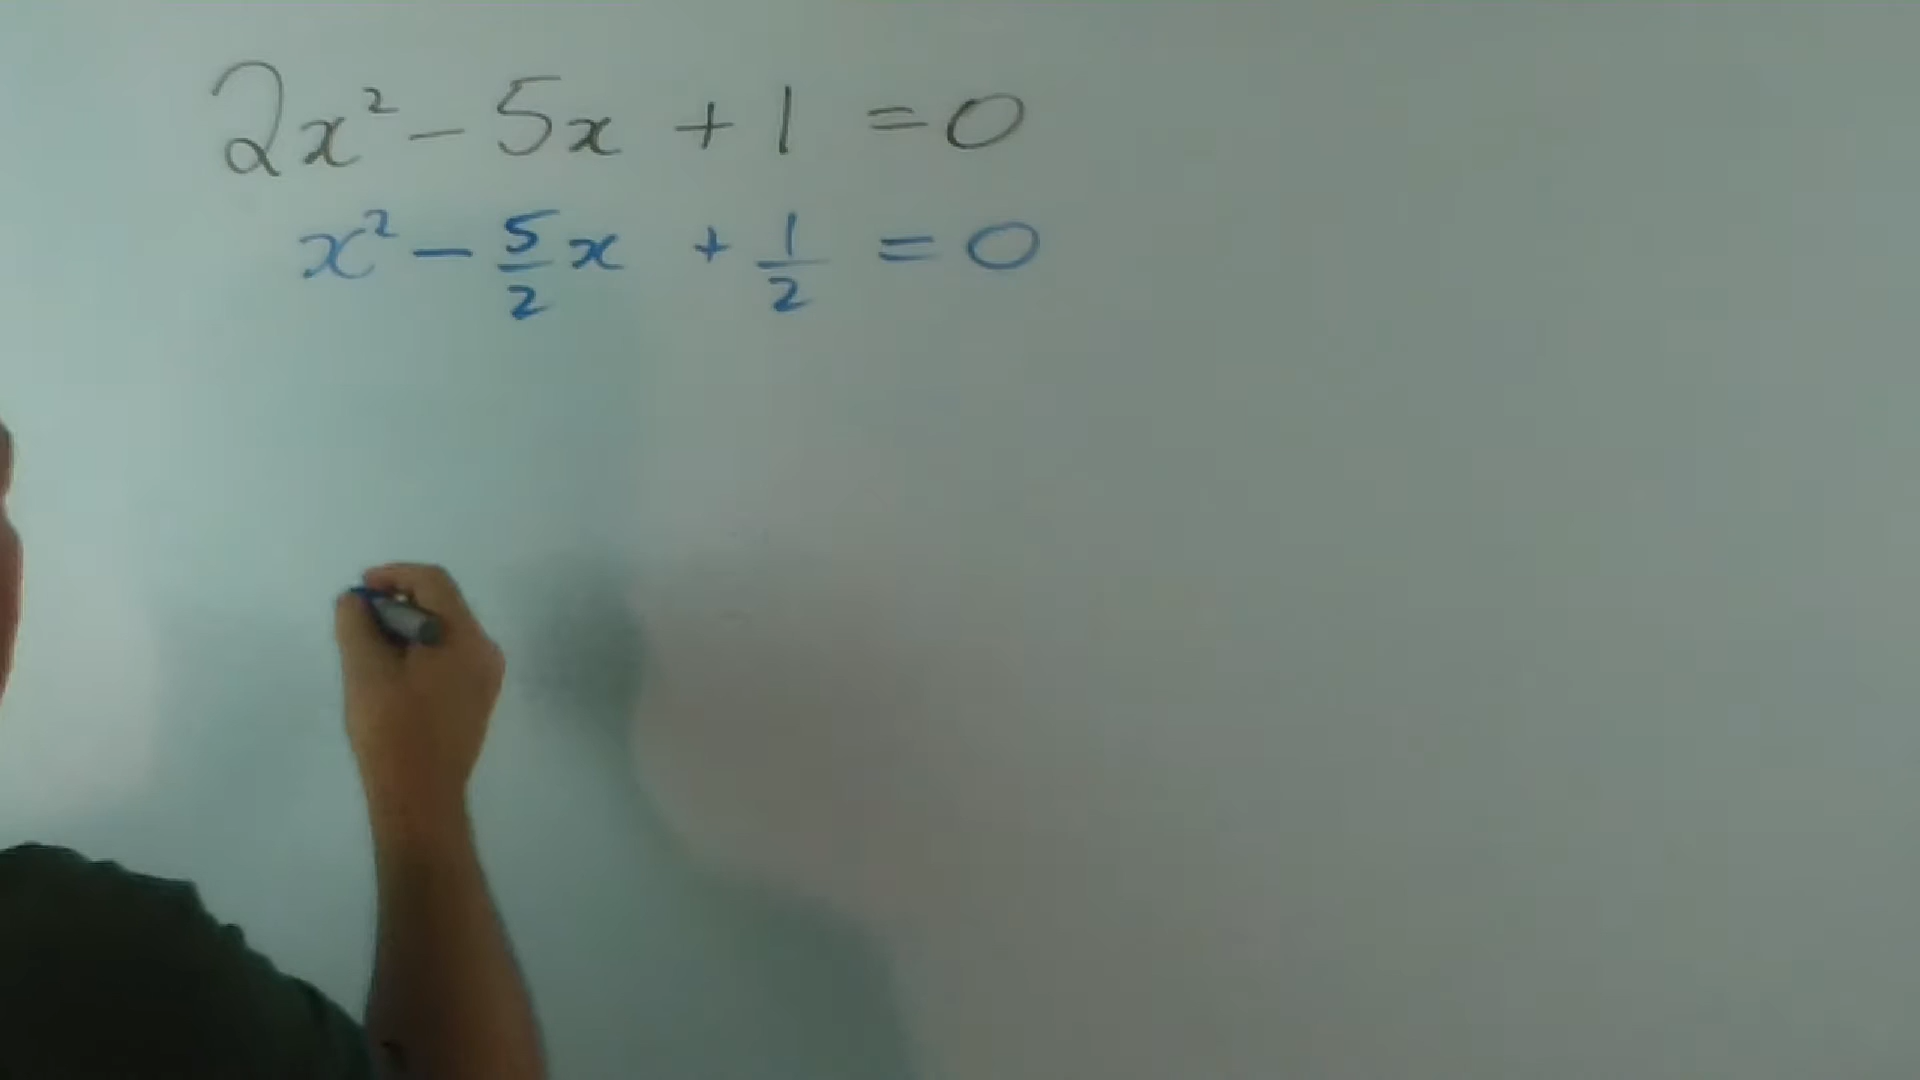 2x² - 5x + 1 = 0
x² - 5/2 x + 1/2 = 0